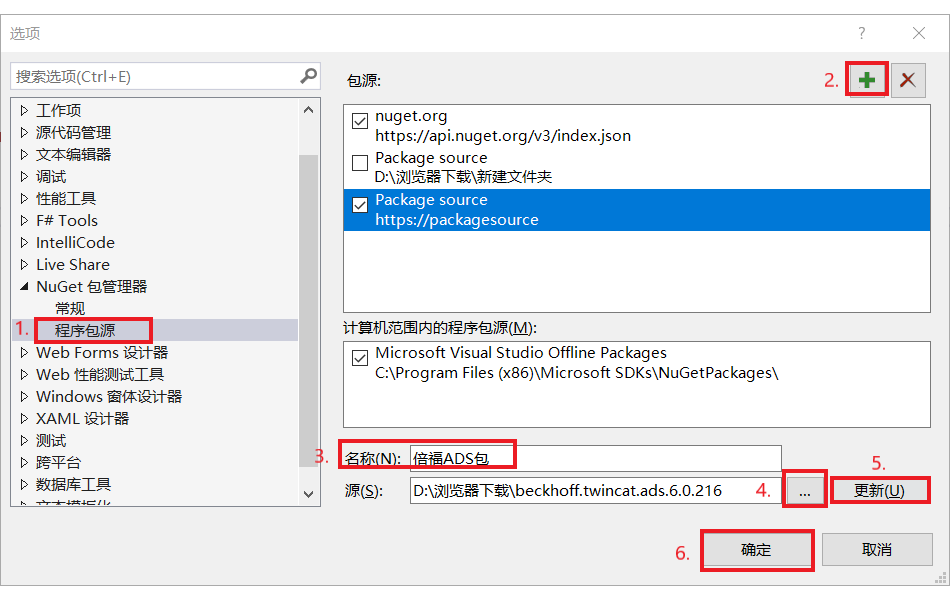 选项
?
搜索选项(Ctrl+E)
工作项
源代码管理
文本编辑器
调试
性能工具
F# Tools
IntelliCode
Live Share
NuGet 包管理器
常规
1. 程序包源
Web Forms 设计器
Web 性能测试工具
Windows 窗体设计器
XAML 设计器
测试
跨平台
数据库工具
包源:
2.
nuget.org
https://api.nuget.org/v3/index.json
Package source
D:\浏览器下载\新建文件夹
Package source
https://packagesource
计算机范围内的程序包源(M):
Microsoft Visual Studio Offline Packages
C:\Program Files (x86)\Microsoft SDKs\NuGetPackages\
3. 名称(N): 倍福ADS包
源(S): D:\浏览器下载\beckhoff.twincat.ads.6.0.216 4. ...
5.
更新(U)
6. 确定 取消